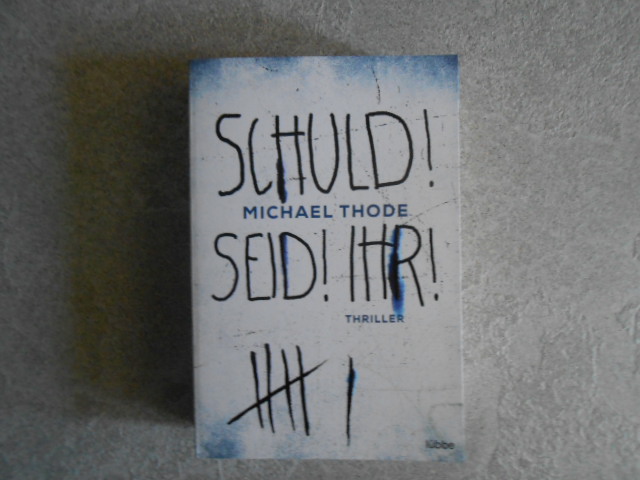 SCHULD!
MICHAEL THODE
SEID! IHR!
THRILLER
lübbe